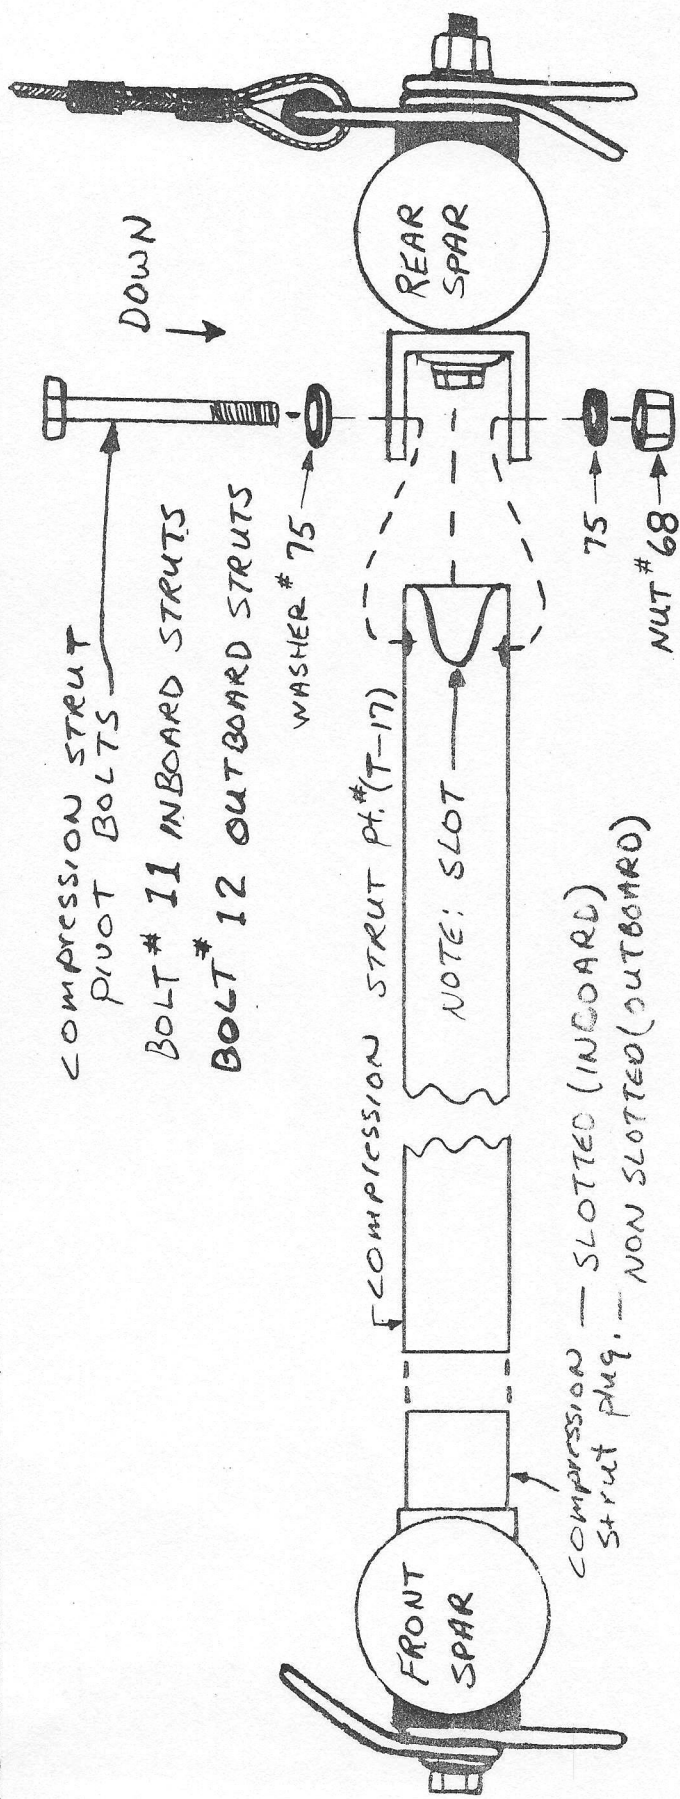 COMPRESSION STRUT
PIVOT BOLTS
BOLT # 11 INBOARD STRUTS
BOLT # 12 OUTBOARD STRUTS
DOWN
WASHER # 75
REAR
SPAR
75
NUT # 68
COMPRESSION STRUT Pt.# (T-17)
NOTE: SLOT
FRONT
SPAR
COMPRESSION — SLOTTED (INBOARD)
Strut plug. — NON SLOTTED (OUTBOARD)